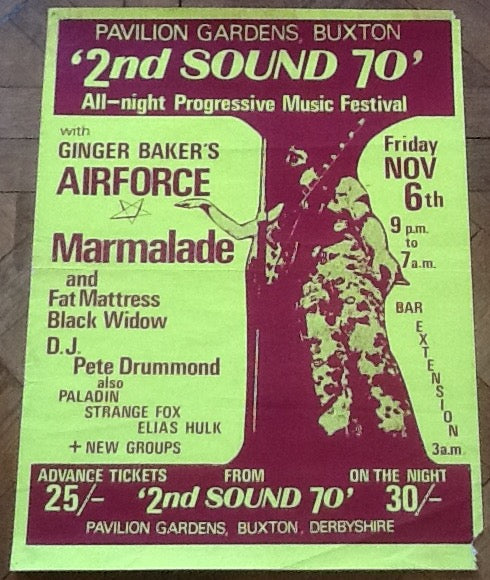 PAVILION GARDENS, BUXTON
'2nd SOUND 70'
All-night Progressive Music Festival
with
GINGER BAKER'S
AIRFORCE
Marmalade
and
Fat Mattress
Black Widow
D.J.
Pete Drummond
also
PALADIN
STRANGE FOX
ELIAS HULK
+ NEW GROUPS
Friday
NOV
6th
9 p.m.
to
7 a.m.
BAR
EXTENSION
3a.m.
ADVANCE TICKETS FROM ON THE NIGHT
25/- '2nd SOUND 70' 30/-
PAVILION GARDENS, BUXTON, DERBYSHIRE